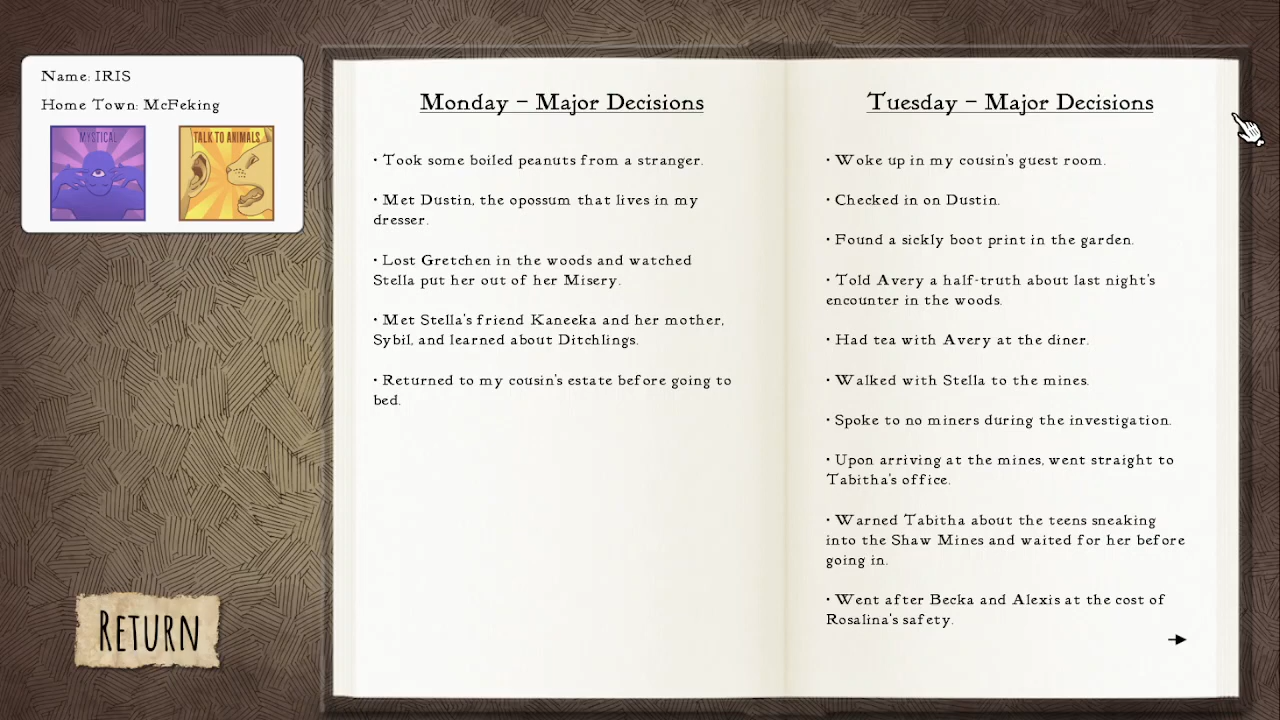 Name: IRIS
Home Town: McFeking
MYSTICAL
TALK TO ANIMALS
RETURN
Monday - Major Decisions
• Took some boiled peanuts from a stranger.
• Met Dustin, the opossum that lives in my
dresser.
• Lost Gretchen in the woods and watched
Stella put her out of her Misery.
• Met Stella's friend Kaneeka and her mother,
Sybil, and learned about Ditchlings.
• Returned to my cousin's estate before going to
bed.
Tuesday - Major Decisions
• Woke up in my cousin's guest room.
• Checked in on Dustin.
• Found a sickly boot print in the garden.
• Told Avery a half-truth about last night's
encounter in the woods.
• Had tea with Avery at the diner.
• Walked with Stella to the mines.
• Spoke to no miners during the investigation.
• Upon arriving at the mines, went straight to
Tabitha's office.
• Warned Tabitha about the teens sneaking
into the Shaw Mines and waited for her before
going in.
• Went after Becka and Alexis at the cost of
Rosalina's safety.